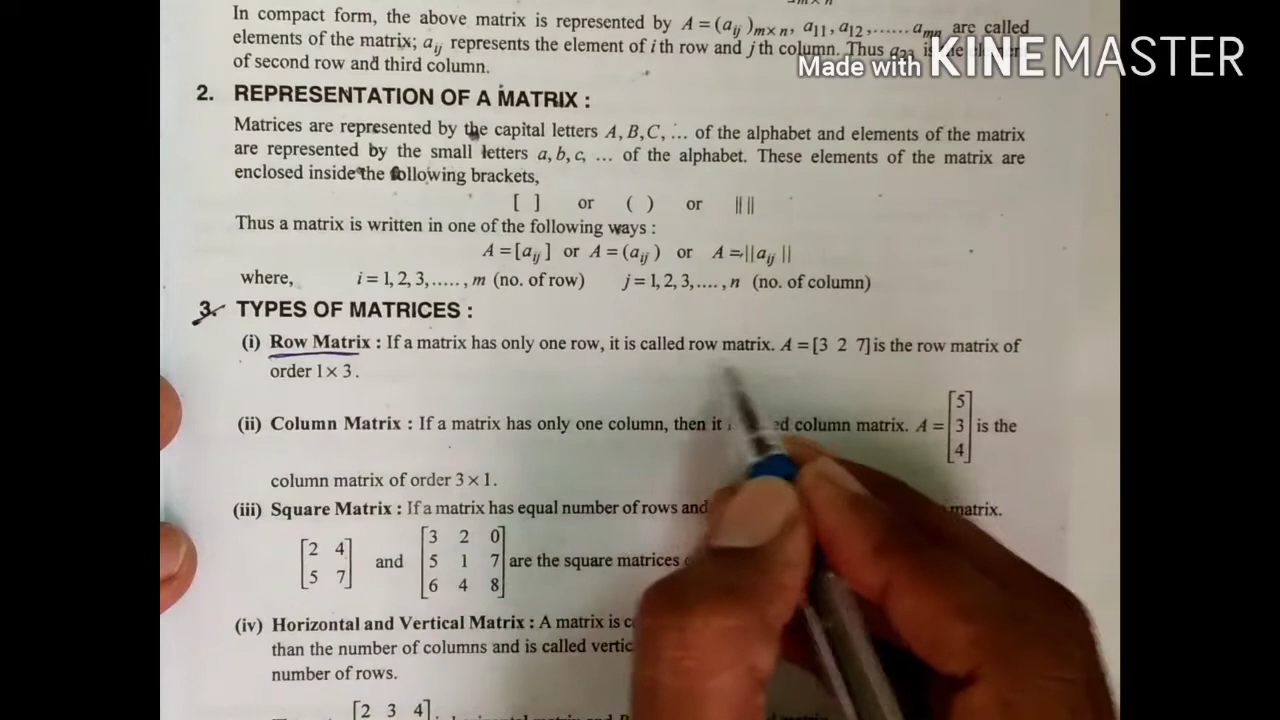 m×n
In compact form, the above matrix is represented by A = (aij)m×n, a11, a12, ...... amn are called
elements of the matrix; aij represents the element of i th row and j th column. Thus a23 is
of second row and third column.
Made with KINEMASTER
2. REPRESENTATION OF A MATRIX :
Matrices are represented by the capital letters A, B, C, ... of the alphabet and elements of the matrix
are represented by the small letters a, b, c, ... of the alphabet. These elements of the matrix are
enclosed inside the following brackets,
[ ] or ( ) or || ||
Thus a matrix is written in one of the following ways :
A = [aij] or A = (aij) or A = ||aij||
where, i = 1, 2, 3, ....., m (no. of row) j = 1, 2, 3, ...., n (no. of column)
3. TYPES OF MATRICES :
(i) Row Matrix : If a matrix has only one row, it is called row matrix. A = [3 2 7] is the row matrix of
order 1 × 3.
(ii) Column Matrix : If a matrix has only one column, then it column matrix. A = [5 3 4] is the
column matrix of order 3 × 1.
(iii) Square Matrix : If a matrix has equal number of rows and matrix.
[2 4 5 7] and [3 2 0 5 1 7 6 4 8] are the square matrices
(iv) Horizontal and Vertical Matrix : A matrix is
than the number of columns and is called
number of rows.
[2 3 4]